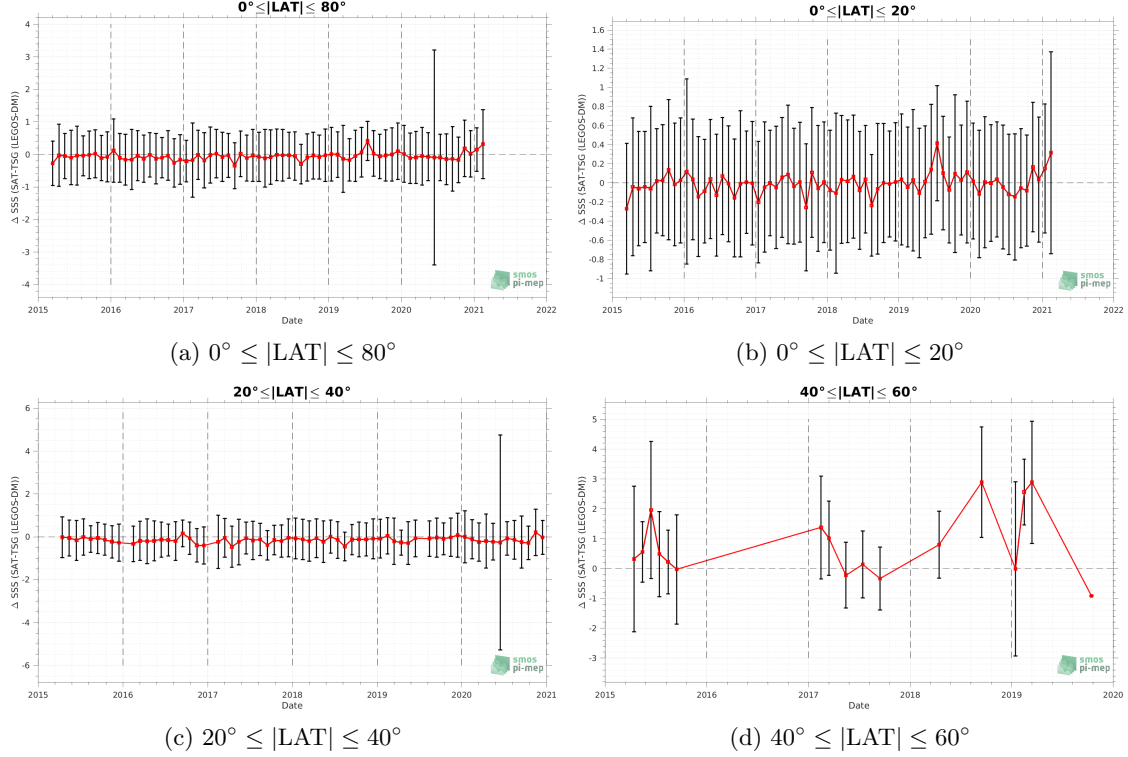 0°≤|LAT|≤ 80°
4
3
2
1
0
-1
-2
-3
-4
Δ SSS (SAT-TSG (LEGOS-DM))
2015 2016 2017 2018 2019 2020 2021 2022
Date
smos
pi-mep
(a) 0° ≤ |LAT| ≤ 80°
0°≤|LAT|≤ 20°
1.6
1.4
1.2
1
0.8
0.6
0.4
0.2
0
-0.2
-0.4
-0.6
-0.8
-1
Δ SSS (SAT-TSG (LEGOS-DM))
2015 2016 2017 2018 2019 2020 2021 2022
Date
smos
pi-mep
(b) 0° ≤ |LAT| ≤ 20°
20°≤|LAT|≤ 40°
6
4
2
0
-2
-4
-6
Δ SSS (SAT-TSG (LEGOS-DM))
2015 2016 2017 2018 2019 2020 2021
Date
smos
pi-mep
(c) 20° ≤ |LAT| ≤ 40°
40°≤|LAT|≤ 60°
5
4
3
2
1
0
-1
-2
-3
Δ SSS (SAT-TSG (LEGOS-DM))
2015 2016 2017 2018 2019 2020
Date
smos
pi-mep
(d) 40° ≤ |LAT| ≤ 60°